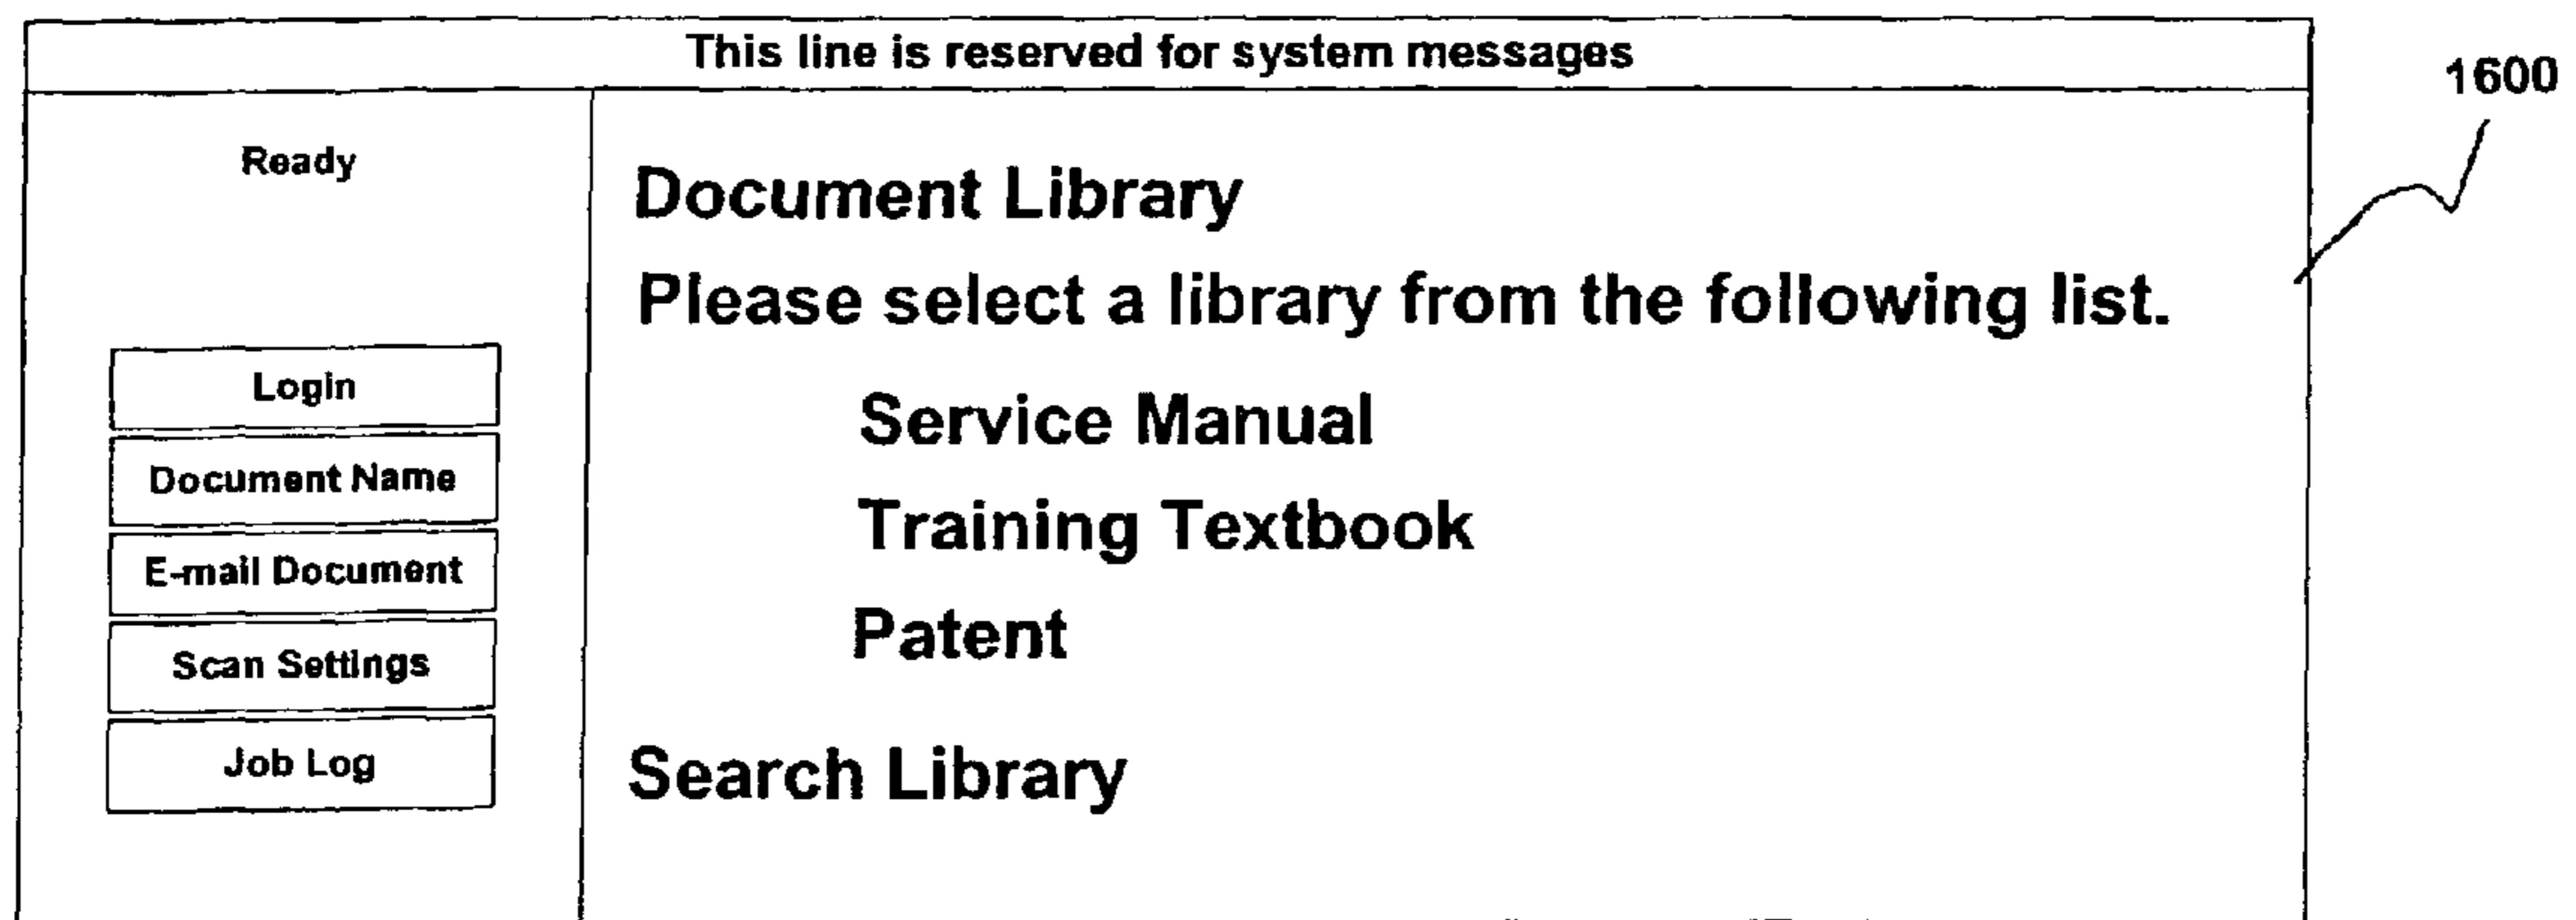 This line is reserved for system messages
1600
Ready
Login
Document Name
E-mail Document
Scan Settings
Job Log
Document Library
Please select a library from the following list.
Service Manual
Training Textbook
Patent
Search Library